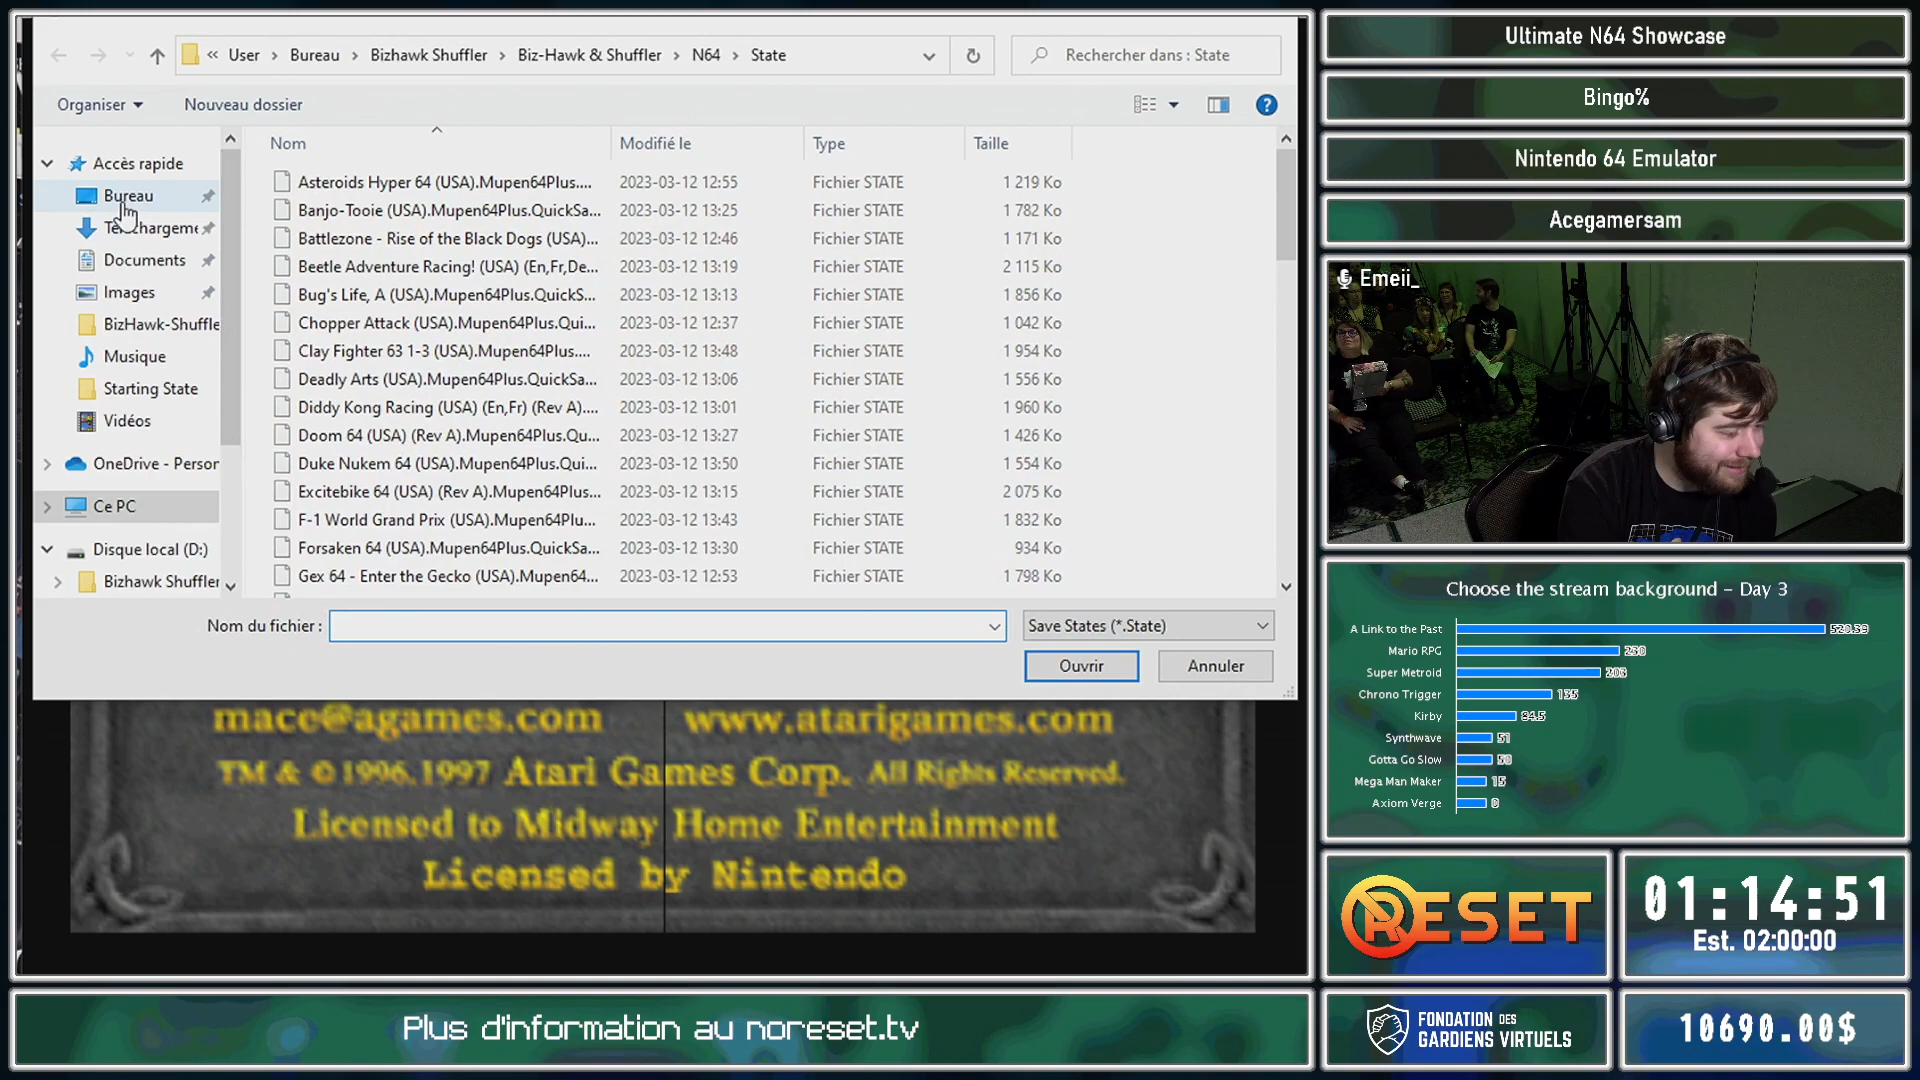 « User › Bureau › Bizhawk Shuffler › Biz-Hawk & Shuffler › N64 › State
Rechercher dans : State
Organiser
Nouveau dossier
Nom
Modifié le
Type
Taille
Accès rapide
Bureau
Téléchargeme
Documents
Images
BizHawk-Shuffle
Musique
Starting State
Vidéos
OneDrive - Person
Ce PC
Disque local (D:)
Bizhawk Shuffler
Asteroids Hyper 64 (USA).Mupen64Plus.... 2023-03-12 12:55 Fichier STATE 1 219 Ko
Banjo-Tooie (USA).Mupen64Plus.QuickSa... 2023-03-12 13:25 Fichier STATE 1 782 Ko
Battlezone - Rise of the Black Dogs (USA)... 2023-03-12 12:46 Fichier STATE 1 171 Ko
Beetle Adventure Racing! (USA) (En,Fr,De... 2023-03-12 13:19 Fichier STATE 2 115 Ko
Bug's Life, A (USA).Mupen64Plus.QuickS... 2023-03-12 13:13 Fichier STATE 1 856 Ko
Chopper Attack (USA).Mupen64Plus.Qui... 2023-03-12 12:37 Fichier STATE 1 042 Ko
Clay Fighter 63 1-3 (USA).Mupen64Plus.... 2023-03-12 13:48 Fichier STATE 1 954 Ko
Deadly Arts (USA).Mupen64Plus.QuickSa... 2023-03-12 13:06 Fichier STATE 1 556 Ko
Diddy Kong Racing (USA) (En,Fr) (Rev A).... 2023-03-12 13:01 Fichier STATE 1 960 Ko
Doom 64 (USA) (Rev A).Mupen64Plus.Qu... 2023-03-12 13:27 Fichier STATE 1 426 Ko
Duke Nukem 64 (USA).Mupen64Plus.Qui... 2023-03-12 13:50 Fichier STATE 1 554 Ko
Excitebike 64 (USA) (Rev A).Mupen64Plus... 2023-03-12 13:15 Fichier STATE 2 075 Ko
F-1 World Grand Prix (USA).Mupen64Plu... 2023-03-12 13:43 Fichier STATE 1 832 Ko
Forsaken 64 (USA).Mupen64Plus.QuickSa... 2023-03-12 13:30 Fichier STATE 934 Ko
Gex 64 - Enter the Gecko (USA).Mupen64... 2023-03-12 12:53 Fichier STATE 1 798 Ko
Nom du fichier :
Save States (*.State)
Ouvrir
Annuler
mace@agames.com www.atarigames.com
TM & ©1996,1997 Atari Games Corp. All Rights Reserved.
Licensed to Midway Home Entertainment
Licensed by Nintendo
Plus d'information au noreset.tv
Ultimate N64 Showcase
Bingo%
Nintendo 64 Emulator
Acegamersam
Emeii_
Choose the stream background - Day 3
A Link to the Past 520.39
Mario RPG 230
Super Metroid 203
Chrono Trigger 135
Kirby 84.5
Synthwave 51
Gotta Go Slow 50
Mega Man Maker 15
Axiom Verge 0
RESET
01:14:51
Est. 02:00:00
FONDATION DES
GARDIENS VIRTUELS
10690.00$